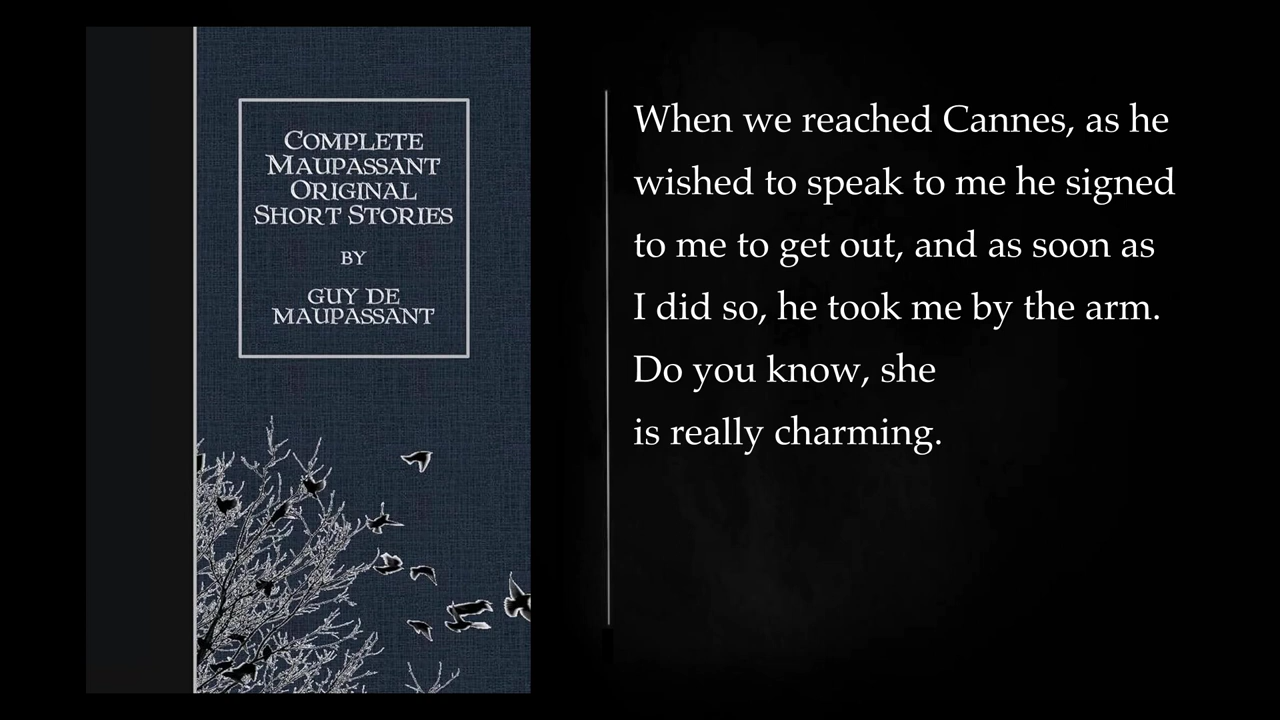 COMPLETE
MAUPASSANT
ORIGINAL
SHORT STORIES
BY
GUY DE
MAUPASSANT
When we reached Cannes, as he
wished to speak to me he signed
to me to get out, and as soon as
I did so, he took me by the arm.
Do you know, she
is really charming.